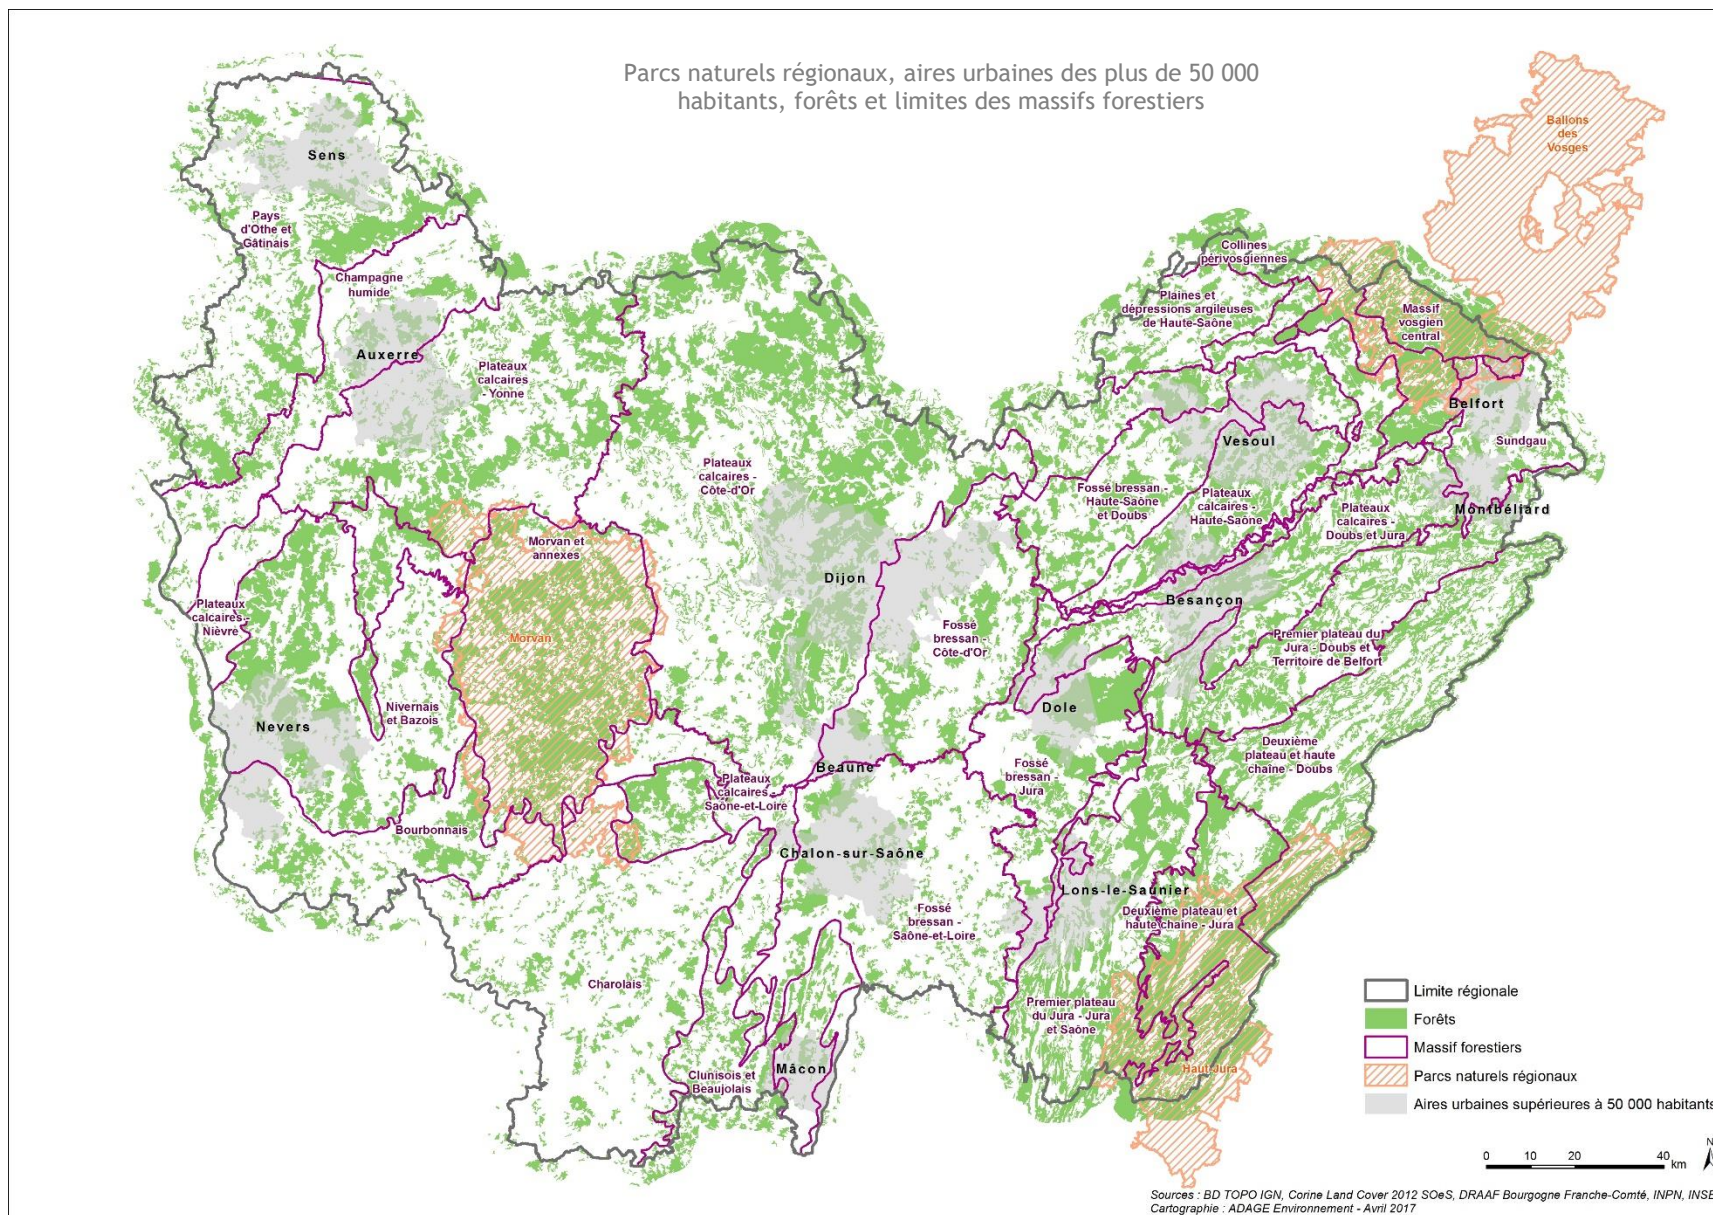 Parcs naturels régionaux, aires urbaines des plus de 50 000
habitants, forêts et limites des massifs forestiers
Ballons
des
Vosges
Sens
Pays
d'Othe et
Gâtinais
Champagne
humide
Collines
périvosgiennes
Plaines et
dépressions argileuses
de Haute-Saône
Massif
vosgien
central
Auxerre
Plateaux
calcaires
- Yonne
Belfort
Vesoul
Sundgau
Plateaux
calcaires -
Côte-d'Or
Fossé bressan -
Haute-Saône
et Doubs
Plateaux
calcaires -
Haute-Saône
Plateaux
calcaires -
Doubs et Jura
Montbéliard
Morvan et
annexes
Dijon
Besançon
Plateaux
calcaires -
Nièvre
Morvan
Fossé
bressan -
Côte-d'Or
Premier plateau du
Jura - Doubs et
Territoire de Belfort
Nevers
Nivernais
et Bazois
Dole
Deuxième
plateau et haute
chaîne - Doubs
Beaune
Fossé
bressan -
Jura
Plateaux
calcaires -
Saône-et-Loire
Bourbonnais
Chalon-sur-Saône
Lons-le-Saunier
Fossé
bressan -
Saône-et-Loire
Deuxième plateau et
haute chaîne - Jura
Charolais
Premier plateau
du Jura - Jura
et Saône
Clunisois et
Beaujolais
Mâcon
Haut-Jura
Limite régionale
Forêts
Massif forestiers
Parcs naturels régionaux
Aires urbaines supérieures à 50 000 habitants
N
0 10 20 40
km
Sources : BD TOPO IGN, Corine Land Cover 2012 SOeS, DRAAF Bourgogne Franche-Comté, INPN, INSE
Cartographie : ADAGE Environnement - Avril 2017